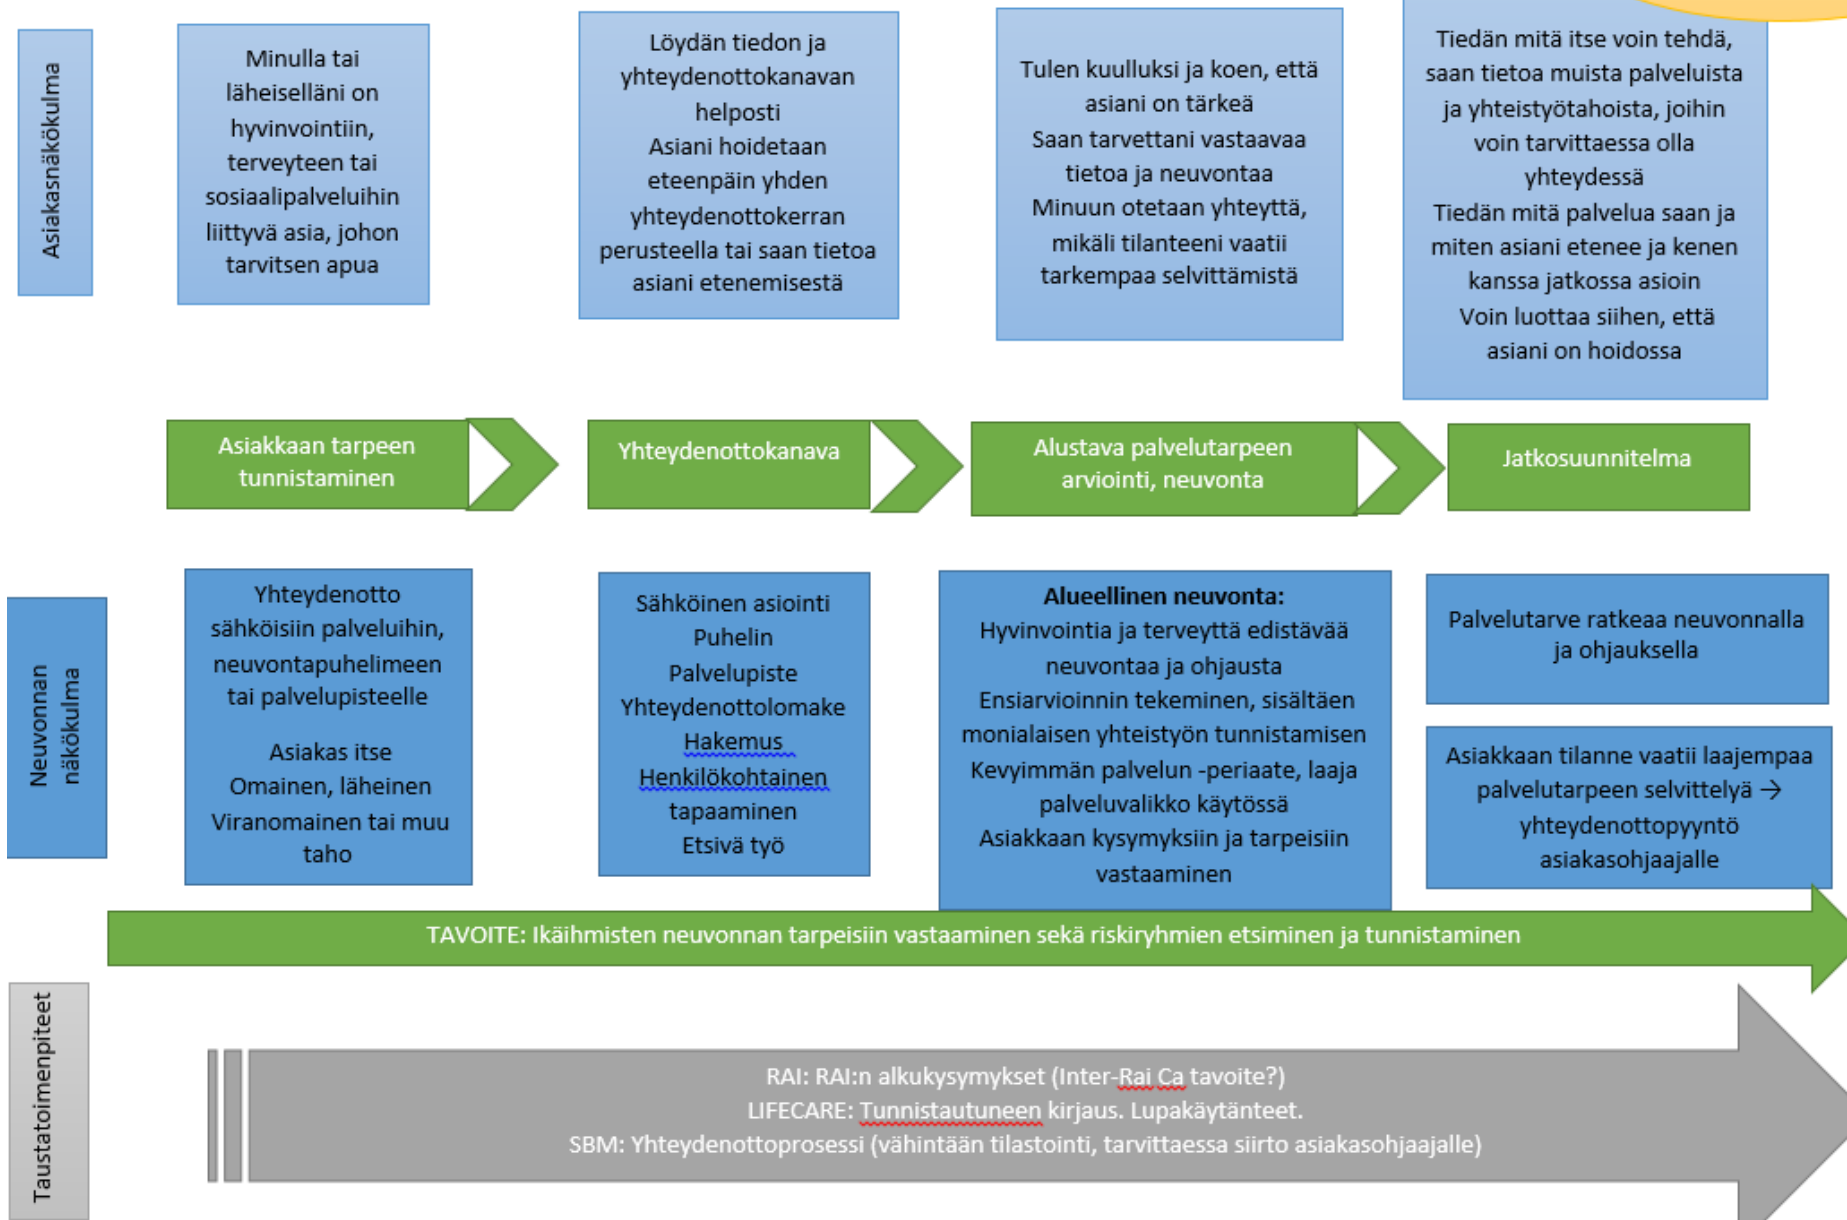 Asiakasnäkökulma
Minulla tai
läheiselläni on
hyvinvointiin,
terveyteen tai
sosiaalipalveluihin
liittyvä asia, johon
tarvitsen apua
Löydän tiedon ja
yhteydenottokanavan
helposti
Asiani hoidetaan
eteenpäin yhden
yhteydenottokerran
perusteella tai saan tietoa
asiani etenemisestä
Tulen kuulluksi ja koen, että
asiani on tärkeä
Saan tarvettani vastaavaa
tietoa ja neuvontaa
Minuun otetaan yhteyttä,
mikäli tilanteeni vaatii
tarkempaa selvittämistä
Tiedän mitä itse voin tehdä,
saan tietoa muista palveluista
ja yhteistyötahoista, joihin
voin tarvittaessa olla
yhteydessä
Tiedän mitä palvelua saan ja
miten asiani etenee ja kenen
kanssa jatkossa asioin
Voin luottaa siihen, että
asiani on hoidossa
Asiakkaan tarpeen
tunnistaminen
Yhteydenottokanava
Alustava palvelutarpeen
arviointi, neuvonta
Jatkosuunnitelma
Neuvonnan
näkökulma
Yhteydenotto
sähköisiin palveluihin,
neuvontapuhelimeen
tai palvelupisteelle
Asiakas itse
Omainen, läheinen
Viranomainen tai muu
taho
Sähköinen asiointi
Puhelin
Palvelupiste
Yhteydenottolomake
Hakemus
Henkilökohtainen
tapaaminen
Etsivä työ
Alueellinen neuvonta:
Hyvinvointia ja terveyttä edistävää
neuvontaa ja ohjausta
Ensiarvioinnin tekeminen, sisältäen
monialaisen yhteistyön tunnistamisen
Kevyimmän palvelun -periaate, laaja
palveluvalikko käytössä
Asiakkaan kysymyksiin ja tarpeisiin
vastaaminen
Palvelutarve ratkeaa neuvonnalla
ja ohjauksella
Asiakkaan tilanne vaatii laajempaa
palvelutarpeen selvittelyä →
yhteydenottopyyntö
asiakasohjaajalle
TAVOITE: Ikäihmisten neuvonnan tarpeisiin vastaaminen sekä riskiryhmien etsiminen ja tunnistaminen
Taustatoimenpiteet
RAI: RAI:n alkukysymykset (Inter-Rai Ca tavoite?)
LIFECARE: Tunnistautuneen kirjaus. Lupakäytänteet.
SBM: Yhteydenottoprosessi (vähintään tilastointi, tarvittaessa siirto asiakasohjaajalle)